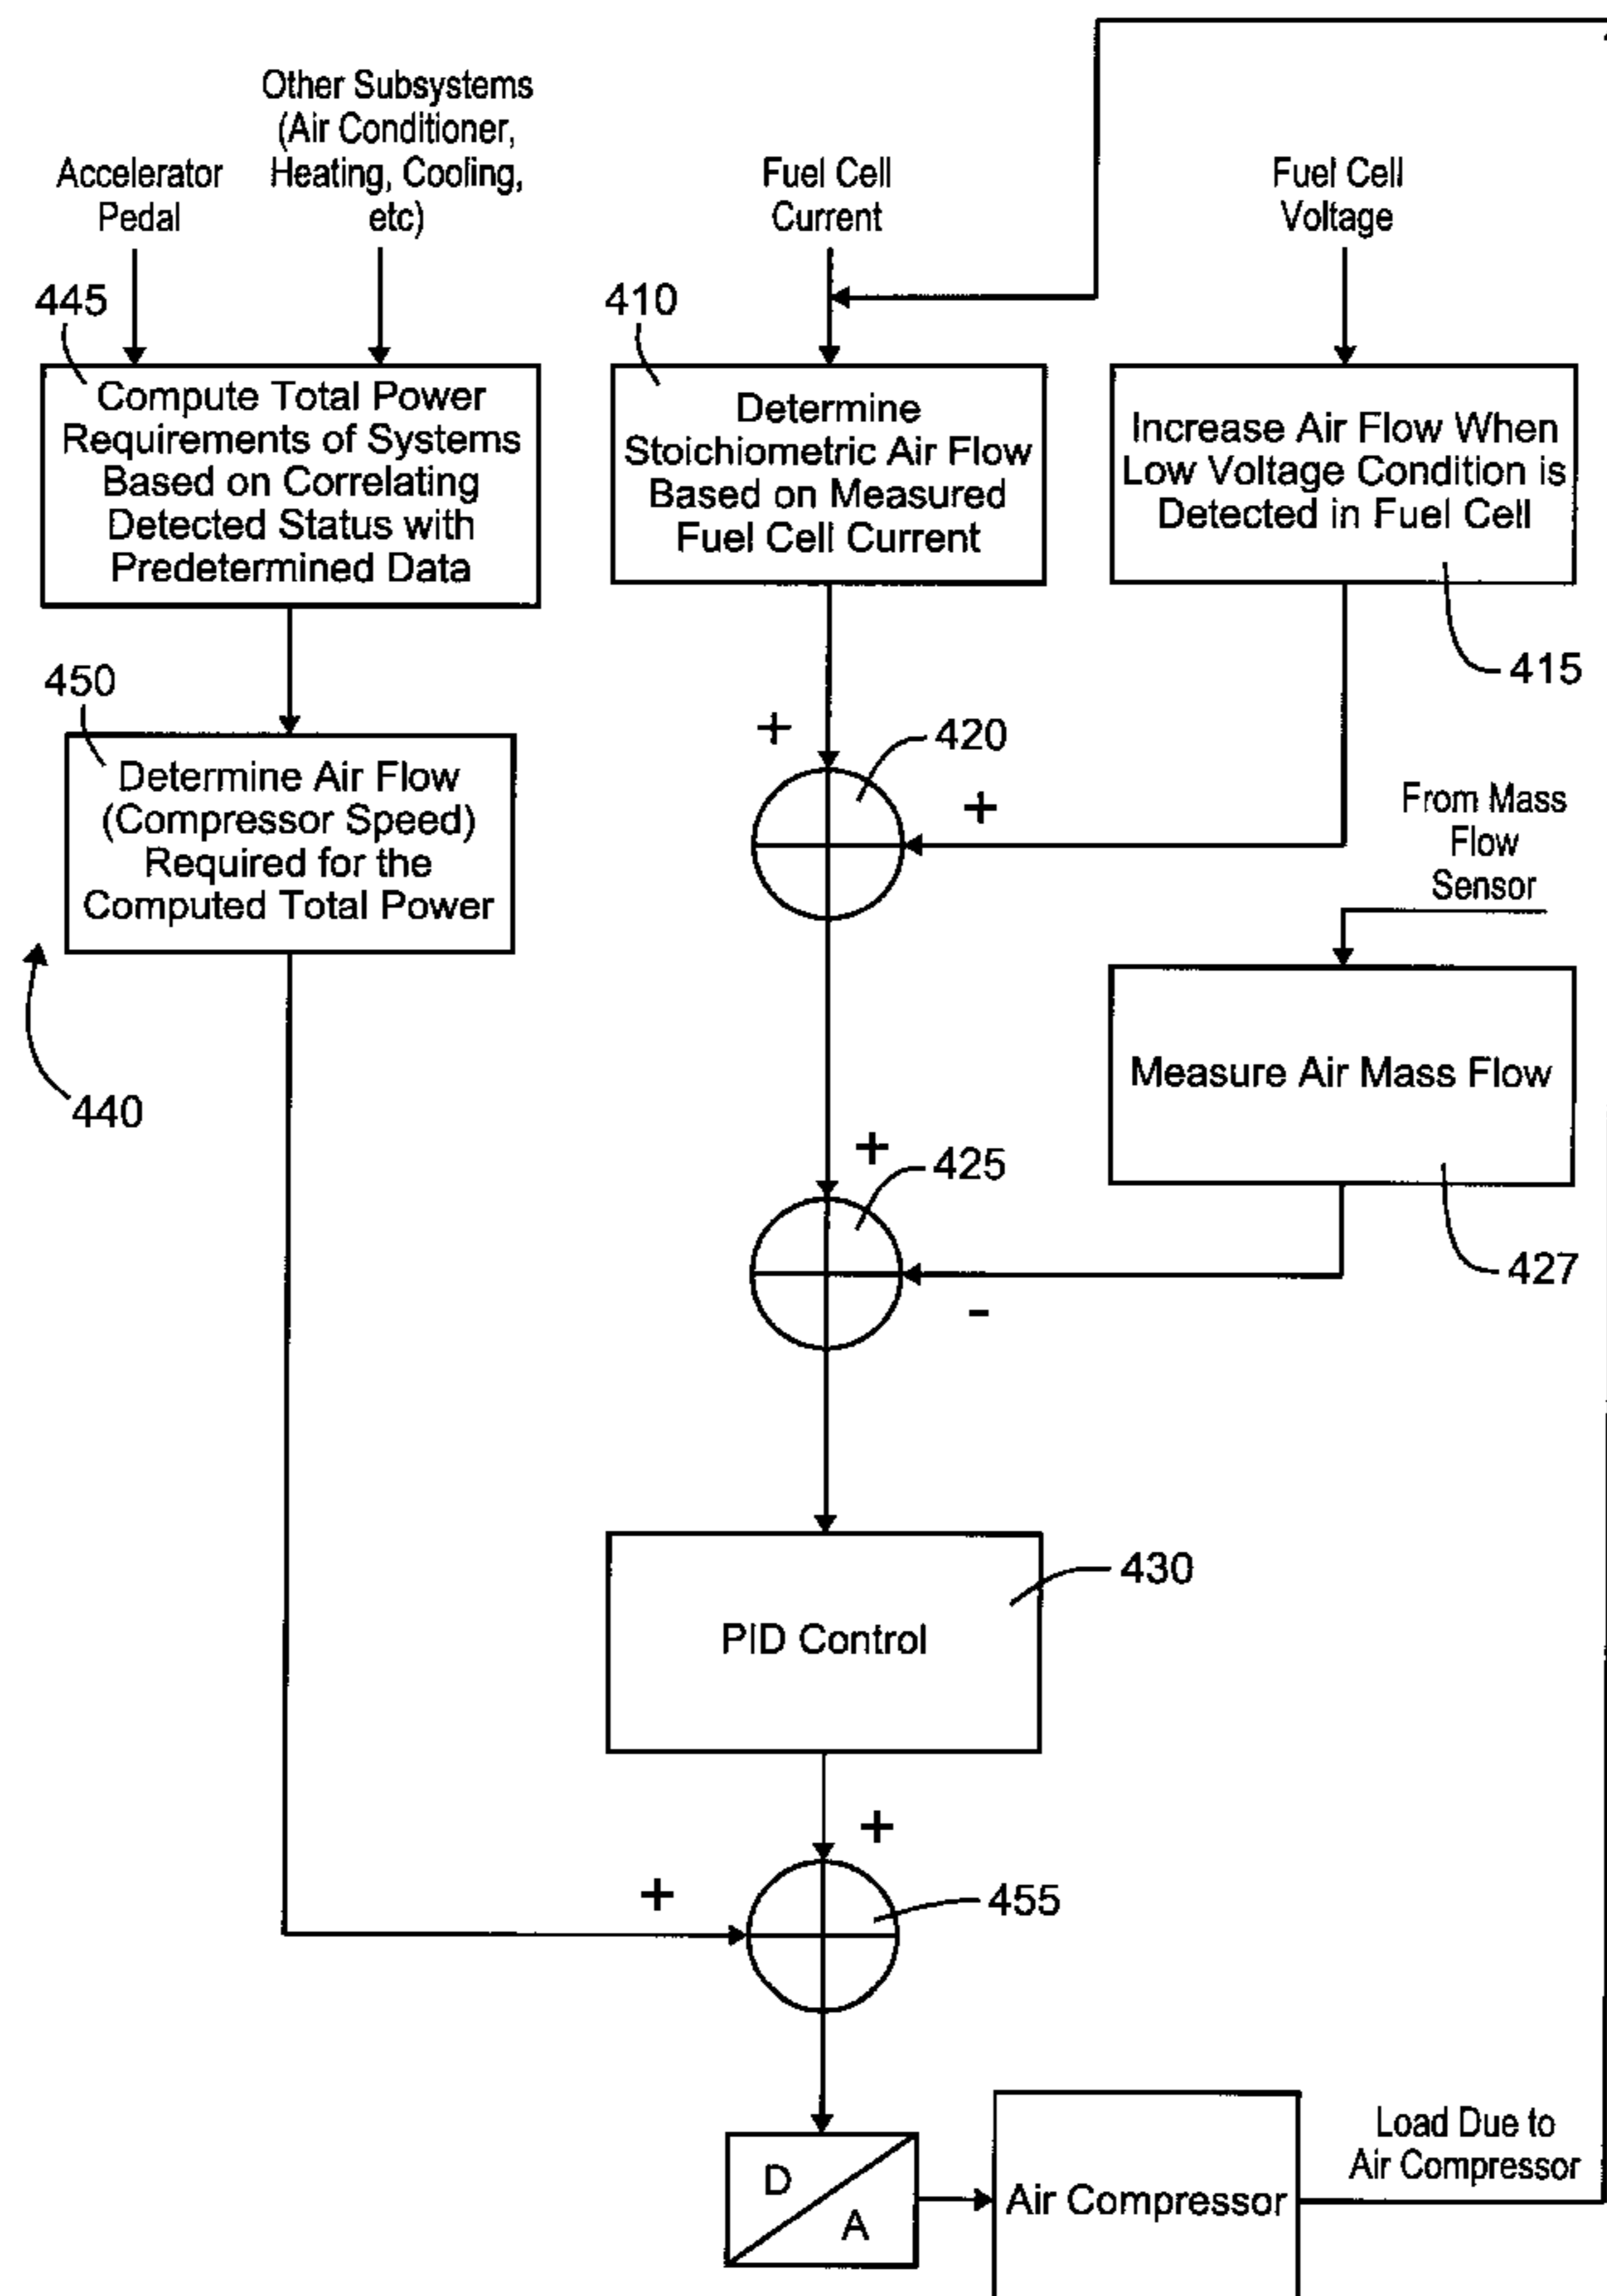 Other Subsystems
(Air Conditioner,
Heating, Cooling,
etc)
Accelerator
Pedal
Fuel Cell
Current
Fuel Cell
Voltage
445
410
Compute Total Power
Requirements of Systems
Based on Correlating
Detected Status with
Predetermined Data
Determine
Stoichiometric Air Flow
Based on Measured
Fuel Cell Current
Increase Air Flow When
Low Voltage Condition is
Detected in Fuel Cell
415
450
+
420
+
Determine Air Flow
(Compressor Speed)
Required for the
Computed Total Power
From Mass
Flow
Sensor
440
Measure Air Mass Flow
+
425
427
-
430
PID Control
+
+
455
D
A
Air Compressor
Load Due to
Air Compressor